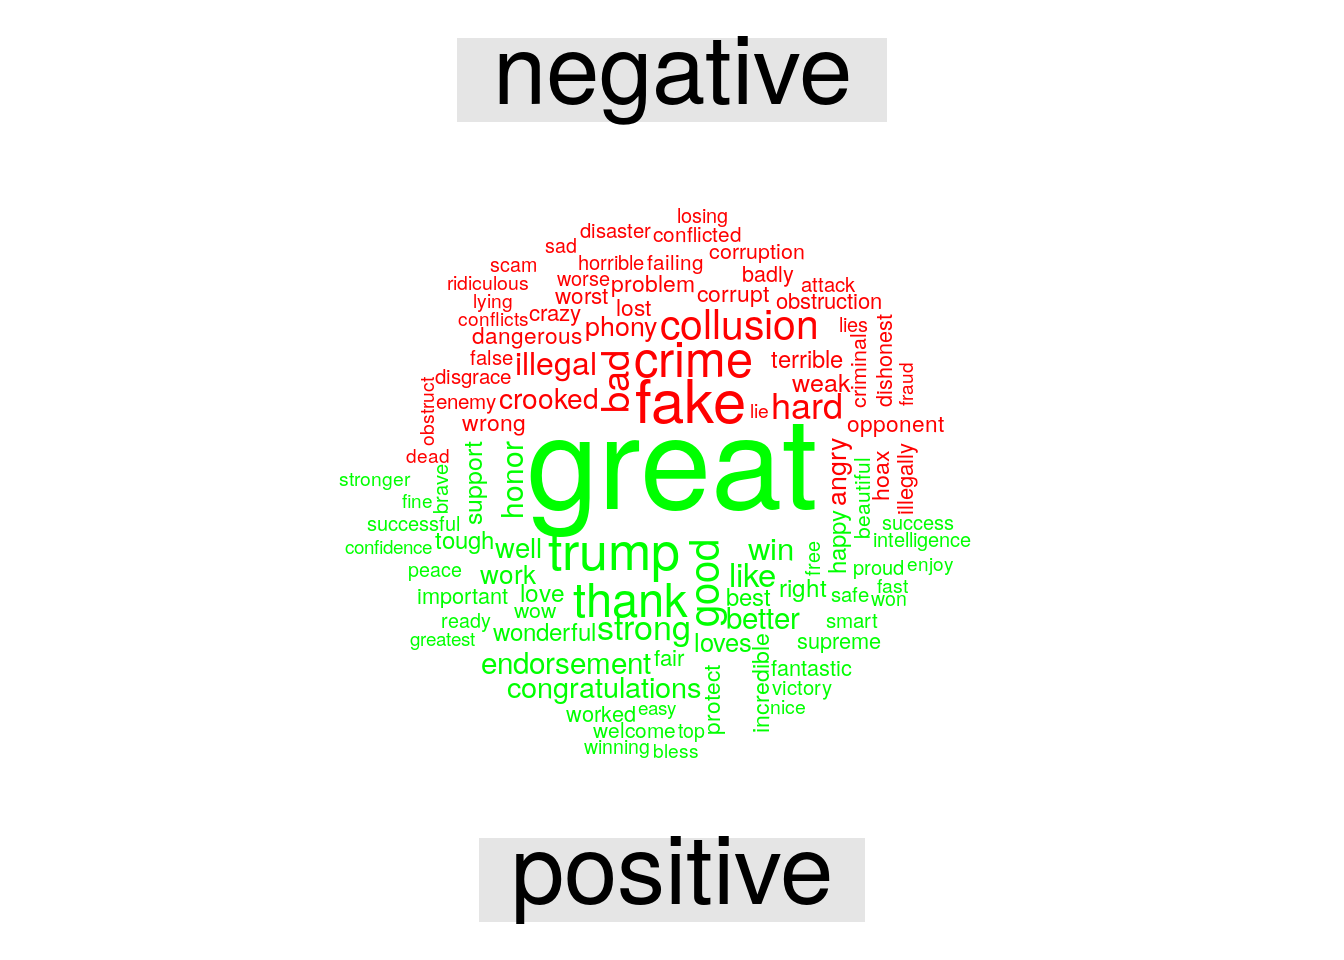 negative
losing
disaster
conflicted
sad
corruption
scam
horrible
failing
badly
ridiculous
worse
problem
attack
lying
worst
corrupt
obstruction
conflicts
crazy
lost
collusion
lies
dangerous
phony
dishonest
false
illegal
bad
crime
terrible
criminals
disgrace
weak
fraud
obstruct
enemy
crooked
fake
lie
hard
wrong
opponent
dead
great
angry
hoax
illegally
stronger
brave
support
honor
beautiful
fine
successful
success
confidence
tough
well
trump
good
win
free
happy
intelligence
peace
work
like
proud
enjoy
important
love
thank
best
right
safe
fast
won
wow
ready
better
smart
greatest
wonderful
strong
loves
supreme
endorsement
fair
incredible
fantastic
congratulations
protect
victory
worked
easy
nice
welcome
top
winning
bless
positive